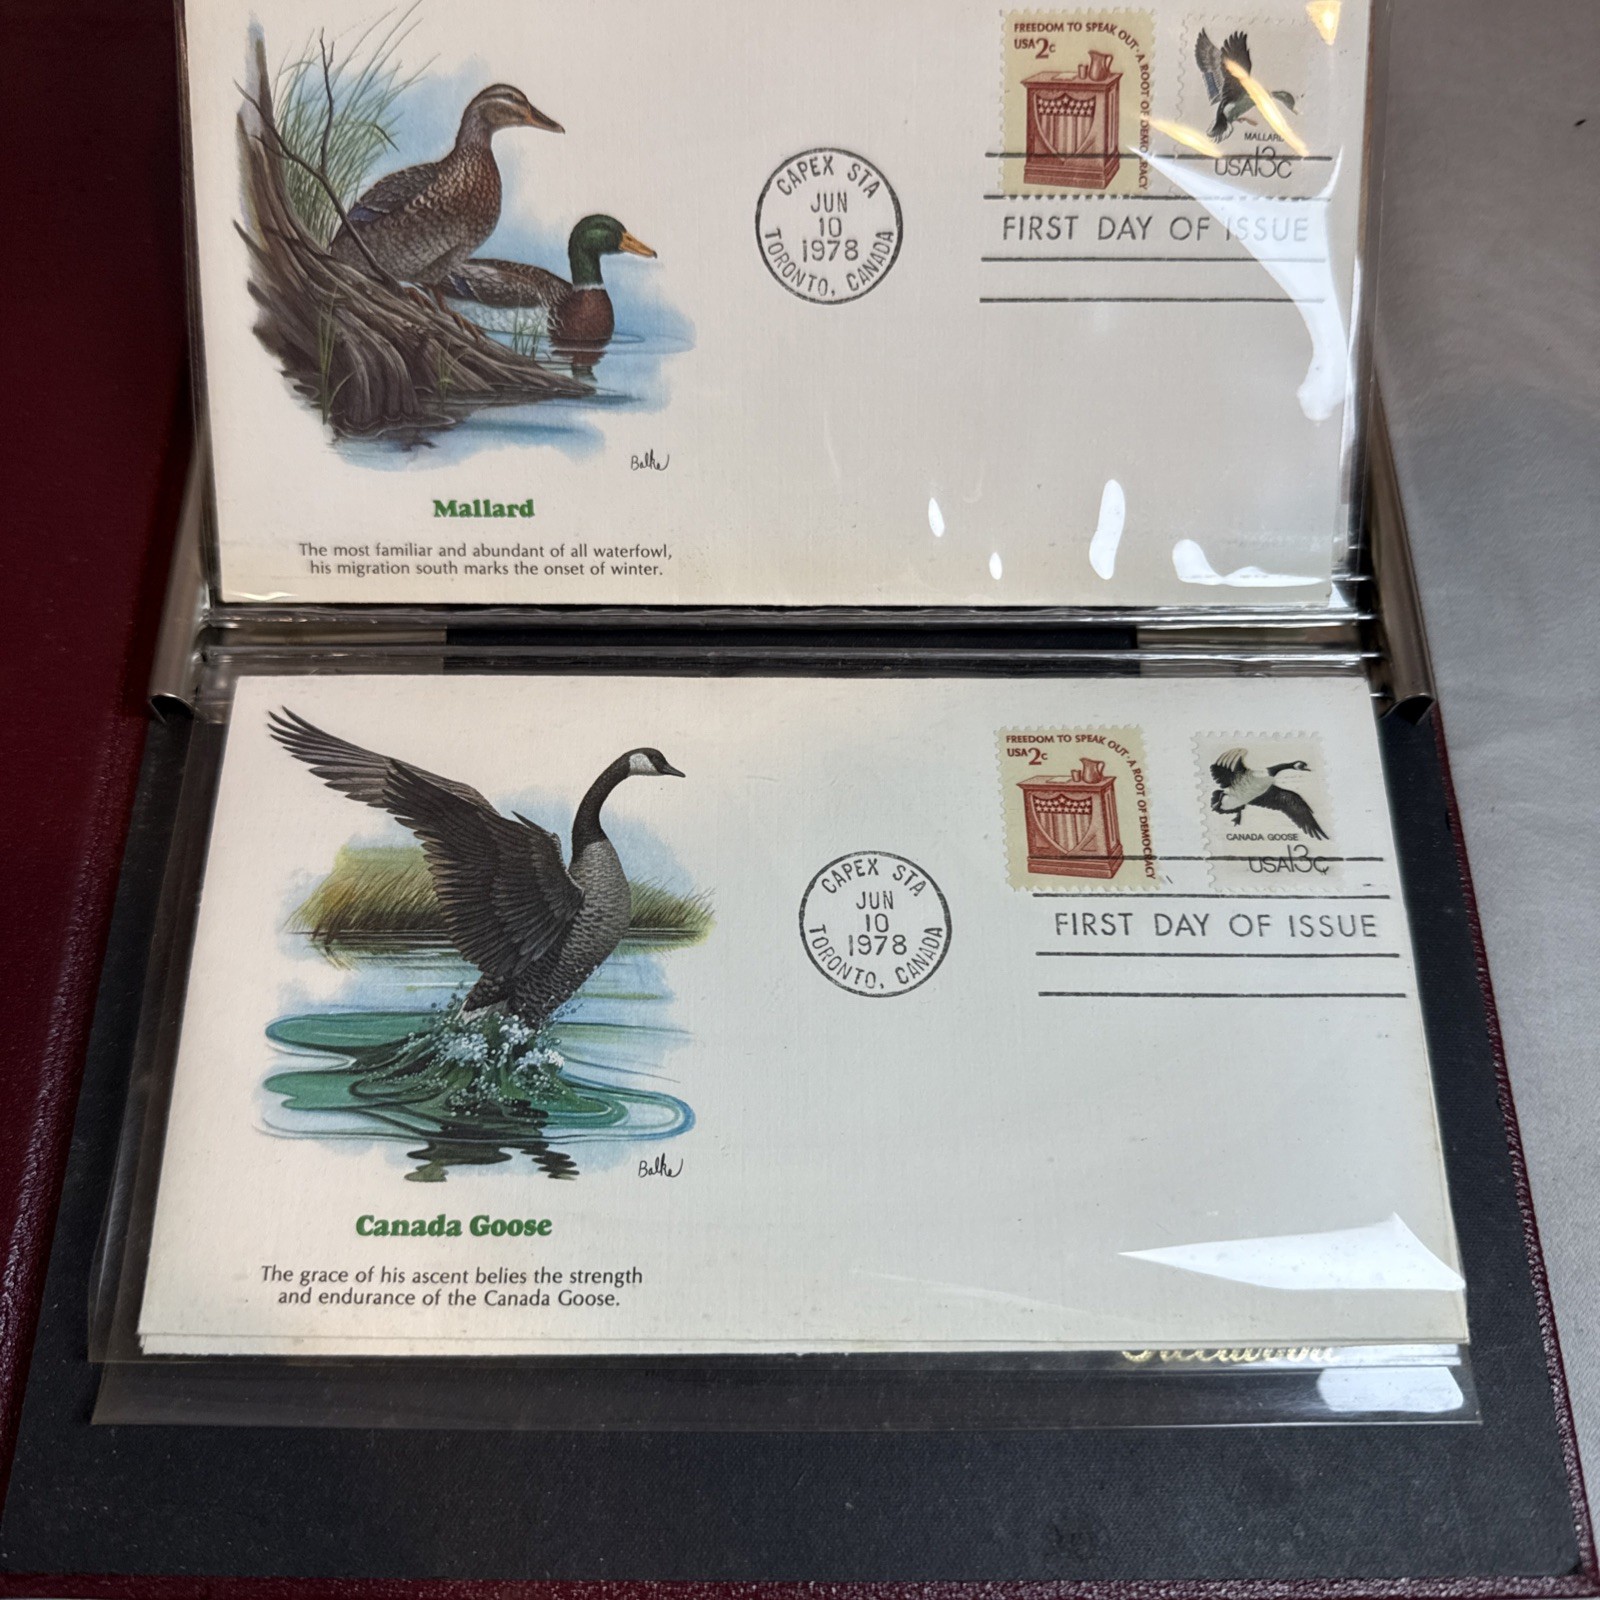 FREEDOM TO SPEAK OUT · A ROOT OF DEMOCRACY
USA 2c
MALLARD
USA 13c
CAPEX STA
JUN
10
1978
TORONTO, CANADA
FIRST DAY OF ISSUE
Balke
Mallard
The most familiar and abundant of all waterfowl,
his migration south marks the onset of winter.
FREEDOM TO SPEAK OUT · A ROOT OF DEMOCRACY
USA 2c
CANADA GOOSE
USA 13c
CAPEX STA
JUN
10
1978
TORONTO, CANADA
FIRST DAY OF ISSUE
Balke
Canada Goose
The grace of his ascent belies the strength
and endurance of the Canada Goose.